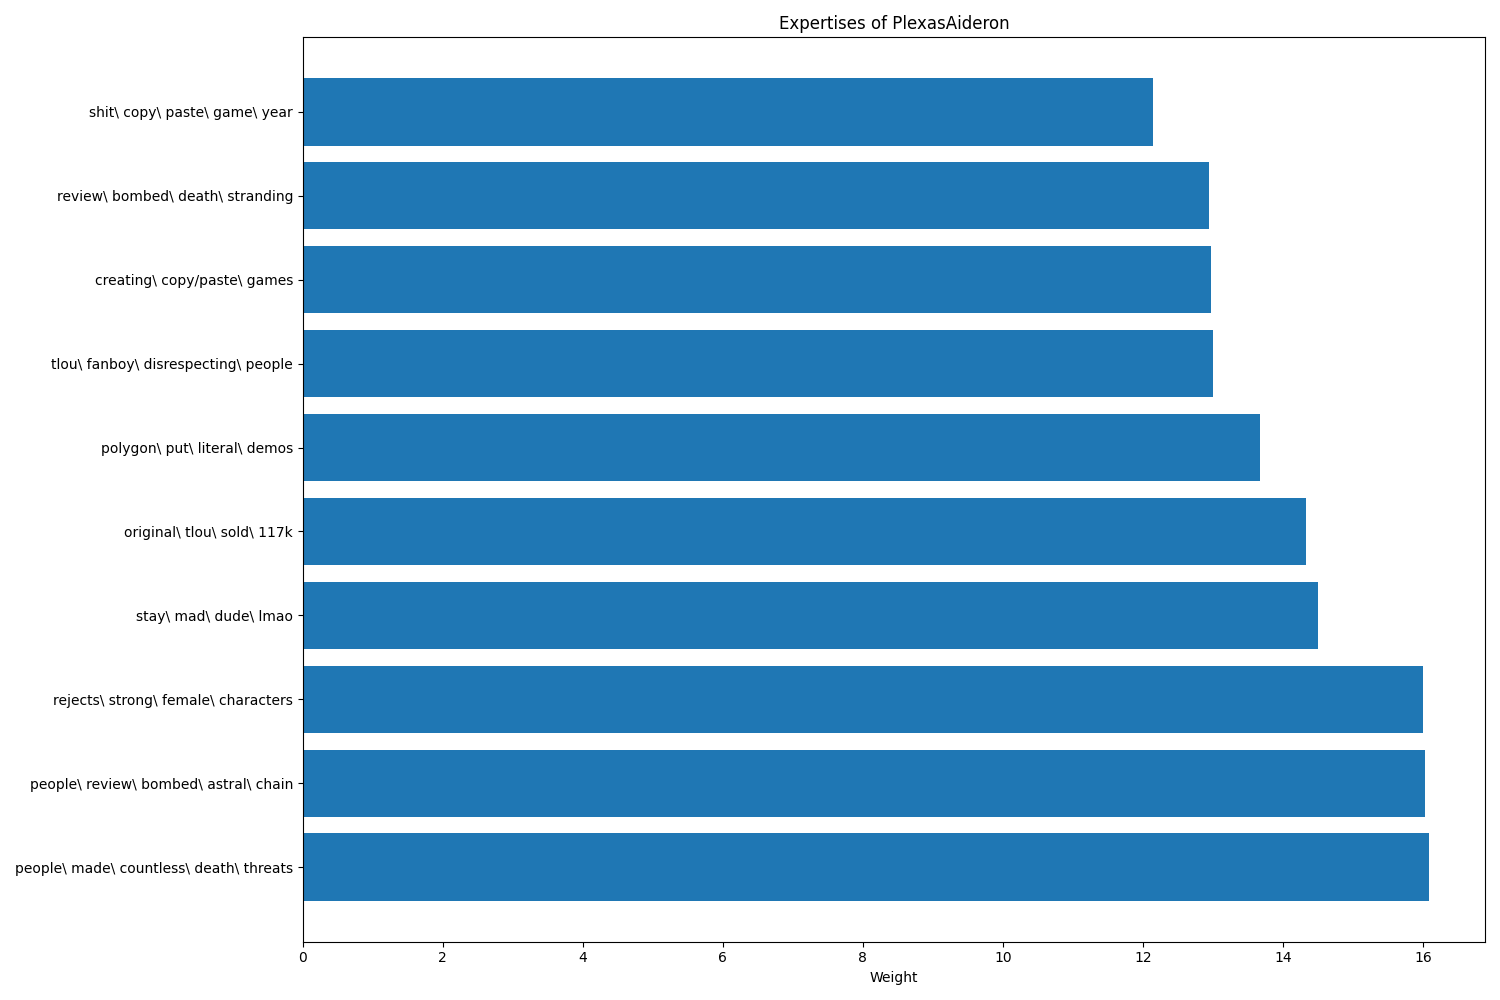 Expertises of PlexasAideron
shit\ copy\ paste\ game\ year
review\ bombed\ death\ stranding
creating\ copy/paste\ games
tlou\ fanboy\ disrespecting\ people
polygon\ put\ literal\ demos
original\ tlou\ sold\ 117k
stay\ mad\ dude\ lmao
rejects\ strong\ female\ characters
people\ review\ bombed\ astral\ chain
people\ made\ countless\ death\ threats
0 2 4 6 8 10 12 14 16
Weight